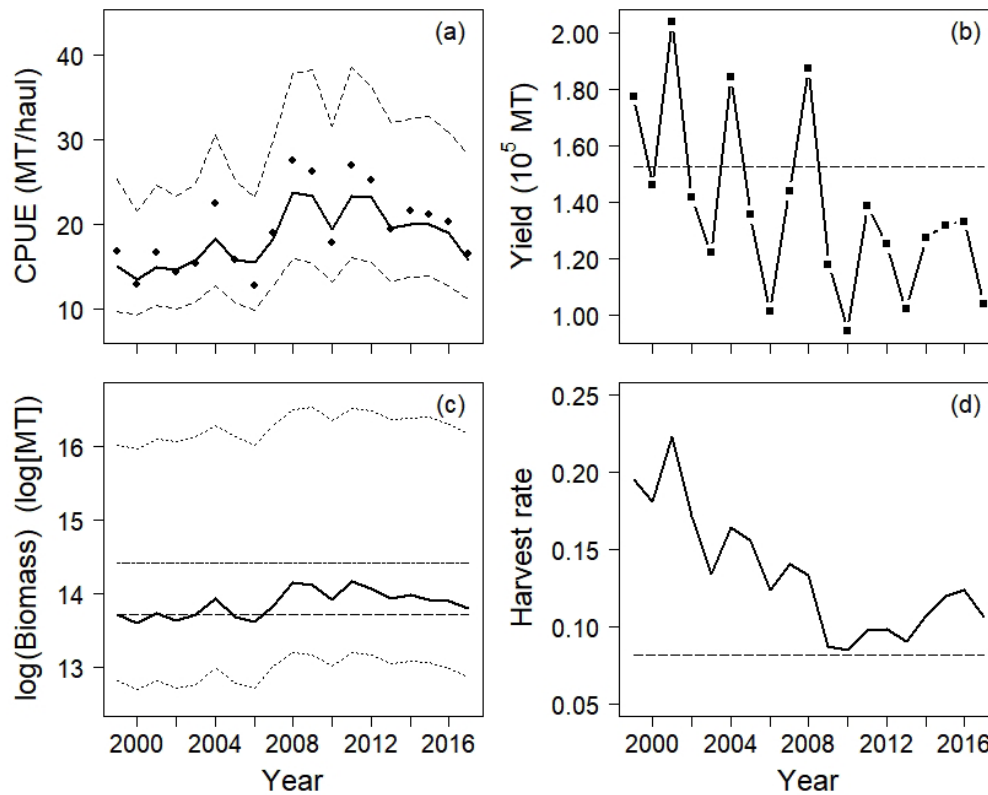 (a)
CPUE (MT/haul)
40
30
20
10
(b)
Yield (10⁵ MT)
2.00
1.80
1.60
1.40
1.20
1.00
(c)
log(Biomass) (log[MT])
16
15
14
13
2000 2004 2008 2012 2016
Year
(d)
Harvest rate
0.25
0.20
0.15
0.10
0.05
2000 2004 2008 2012 2016
Year